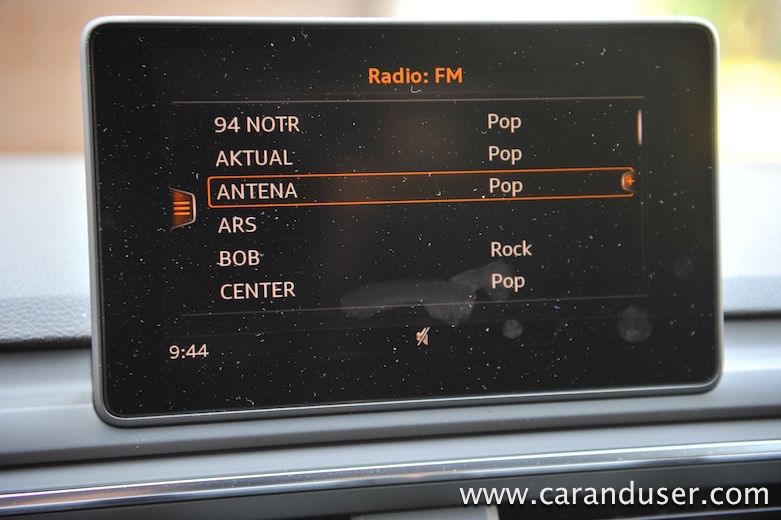 Radio: FM
94 NOTR Pop
AKTUAL Pop
ANTENA Pop
ARS
BOB Rock
CENTER Pop
9:44
www.caranduser.com